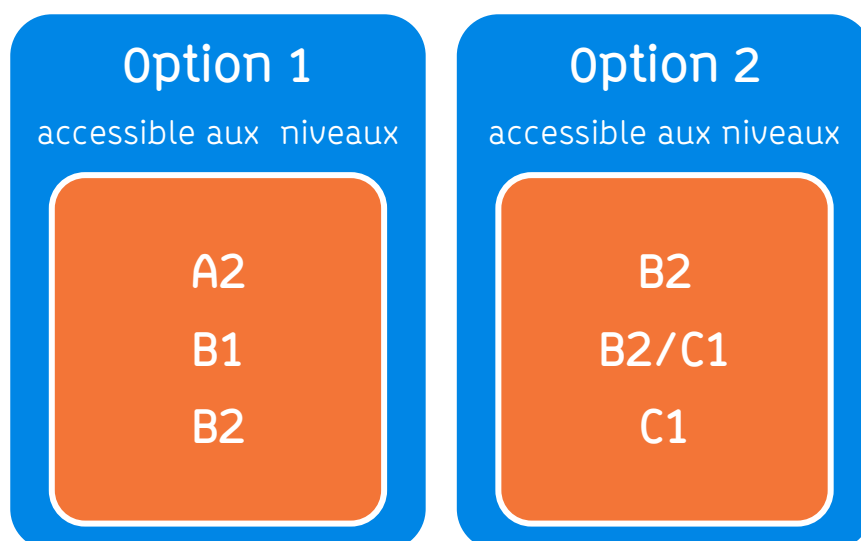 Option 1
accessible aux niveaux
A2
B1
B2
Option 2
accessible aux niveaux
B2
B2/C1
C1